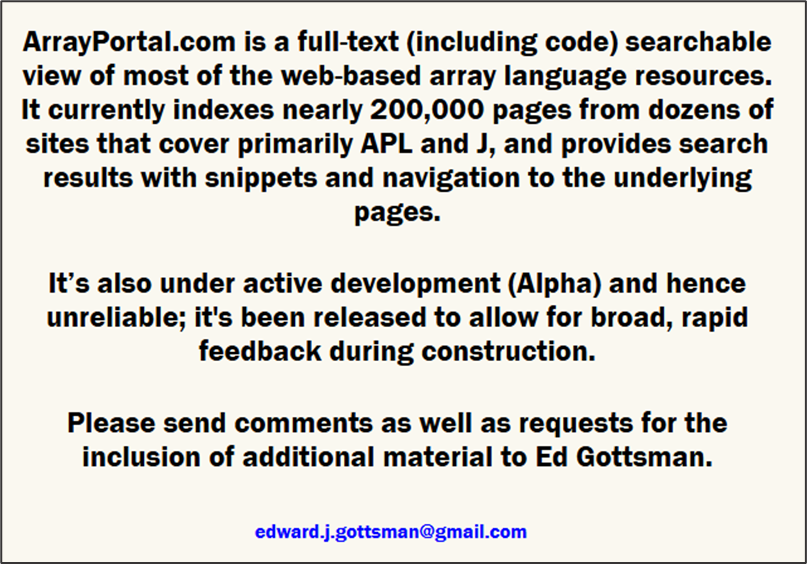 ArrayPortal.com is a full-text (including code) searchable
view of most of the web-based array language resources.
It currently indexes nearly 200,000 pages from dozens of
sites that cover primarily APL and J, and provides search
results with snippets and navigation to the underlying
pages.
It’s also under active development (Alpha) and hence
unreliable; it's been released to allow for broad, rapid
feedback during construction.
Please send comments as well as requests for the
inclusion of additional material to Ed Gottsman.
edward.j.gottsman@gmail.com